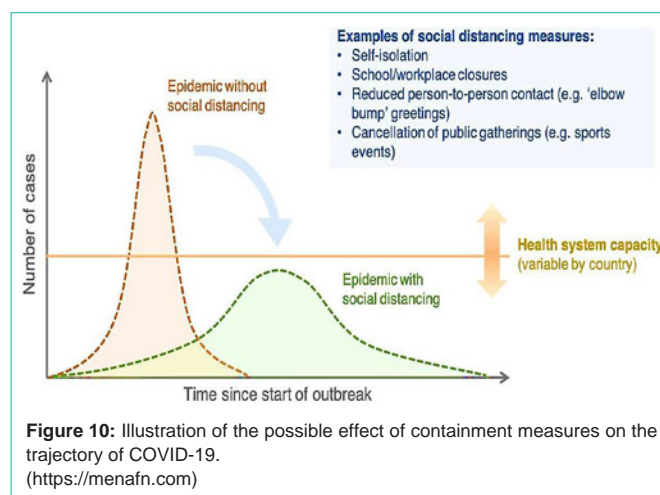 Examples of social distancing measures:
• Self-isolation
• School/workplace closures
• Reduced person-to-person contact (e.g. ‘elbow
bump’ greetings)
• Cancellation of public gatherings (e.g. sports
events)
Epidemic without
social distancing
Number of cases
Health system capacity
(variable by country)
Epidemic with
social distancing
Time since start of outbreak
Figure 10: Illustration of the possible effect of containment measures on the
trajectory of COVID-19.
(https://menafn.com)